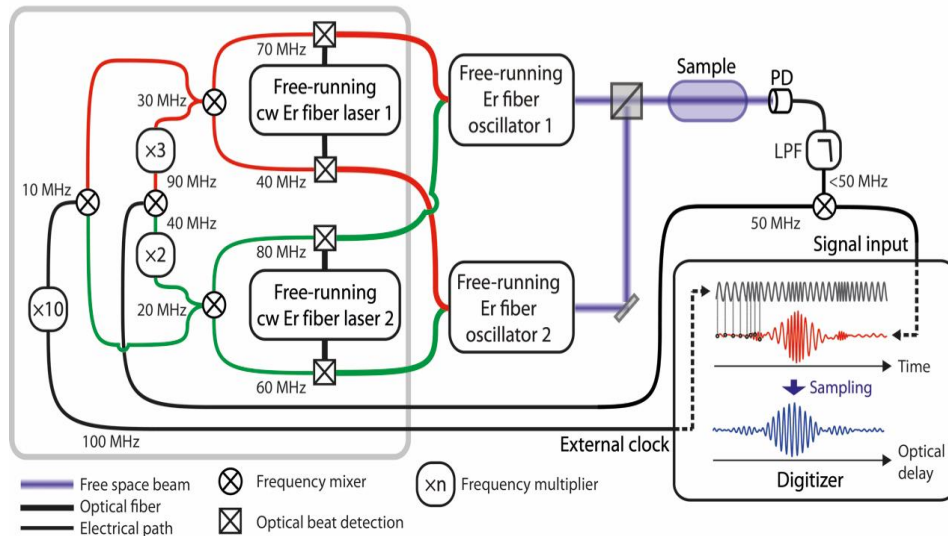 70 MHz
Free-running
cw Er fiber laser 1
30 MHz
×3
40 MHz
90 MHz
10 MHz
40 MHz
×2
80 MHz
Free-running
cw Er fiber laser 2
20 MHz
×10
60 MHz
100 MHz
Free-running
Er fiber
oscillator 1
Free-running
Er fiber
oscillator 2
Sample
PD
LPF
<50 MHz
50 MHz
Signal input
Time
Sampling
Optical
delay
Digitizer
External clock
Free space beam
Optical fiber
Electrical path
Frequency mixer
Optical beat detection
×n
Frequency multiplier